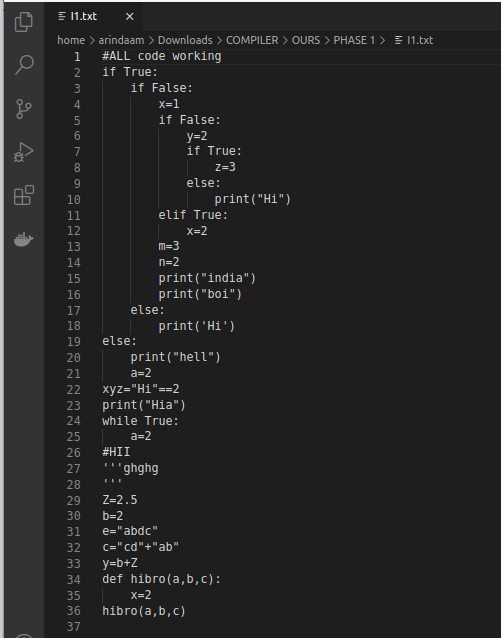 I1.txt
home > arindaam > Downloads > COMPILER > OURS > PHASE 1 > I1.txt
1 #ALL code working
2 if True:
3     if False:
4         x=1
5         if False:
6             y=2
7             if True:
8                 z=3
9             else:
10                 print("Hi")
11         elif True:
12             x=2
13         m=3
14         n=2
15         print("india")
16         print("boi")
17     else:
18         print('Hi')
19 else:
20     print("hell")
21     a=2
22 xyz="Hi"==2
23 print("Hia")
24 while True:
25     a=2
26 #HII
27 '''ghghg
28 '''
29 Z=2.5
30 b=2
31 e="abdc"
32 c="cd"+"ab"
33 y=b+Z
34 def hibro(a,b,c):
35     x=2
36 hibro(a,b,c)
37